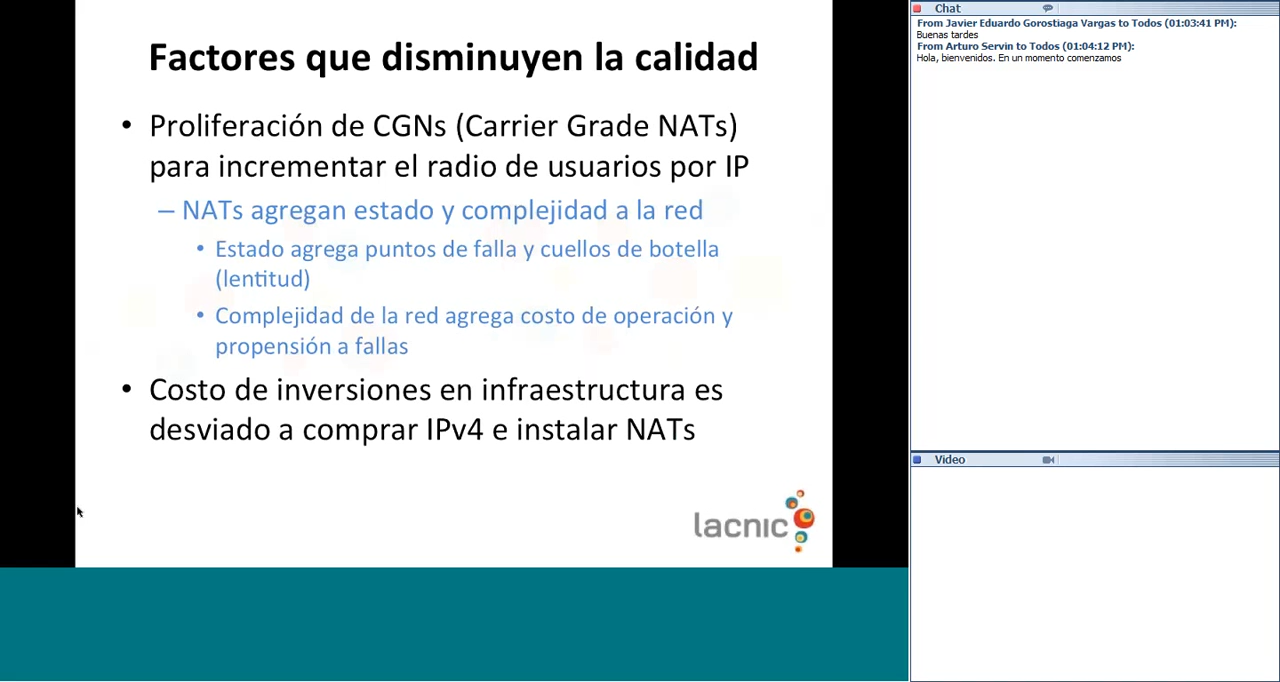 Factores que disminuyen la calidad
• Proliferación de CGNs (Carrier Grade NATs)
para incrementar el radio de usuarios por IP
– NATs agregan estado y complejidad a la red
• Estado agrega puntos de falla y cuellos de botella
(lentitud)
• Complejidad de la red agrega costo de operación y
propensión a fallas
• Costo de inversiones en infraestructura es
desviado a comprar IPv4 e instalar NATs
lacnic
Chat
From Javier Eduardo Gorostiaga Vargas to Todos (01:03:41 PM):
Buenas tardes
From Arturo Servin to Todos (01:04:12 PM):
Hola, bienvenidos. En un momento comenzamos
Video